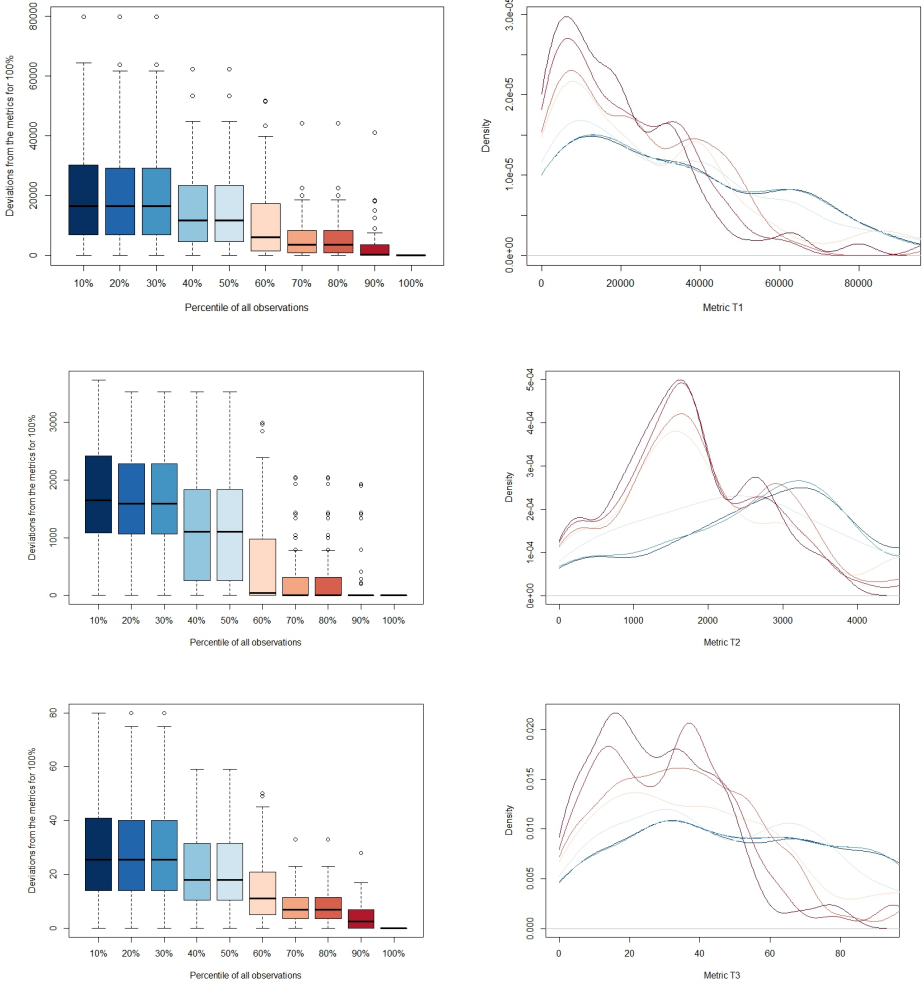 Deviations from the metrics for 100%
80000
60000
40000
20000
0
10% 20% 30% 40% 50% 60% 70% 80% 90% 100%
Percentile of all observations
Density
3.0e-05
2.0e-05
1.0e-05
0.0e+00
0 20000 40000 60000 80000
Metric T1
Deviations from the metrics for 100%
3000
2000
1000
0
10% 20% 30% 40% 50% 60% 70% 80% 90% 100%
Percentile of all observations
Density
5e-04
4e-04
3e-04
2e-04
1e-04
0e+00
0 1000 2000 3000 4000
Metric T2
Deviations from the metrics for 100%
80
60
40
20
0
10% 20% 30% 40% 50% 60% 70% 80% 90% 100%
Percentile of all observations
Density
0.020
0.015
0.010
0.005
0.000
0 20 40 60 80
Metric T3